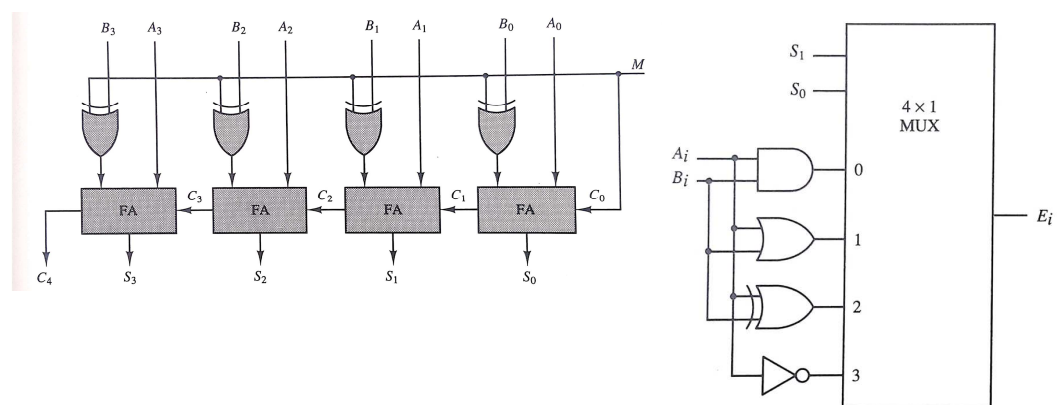 B3 A3 B2 A2 B1 A1 B0 A0
M
FA C3 FA C2 FA C1 FA C0
C4 S3 S2 S1 S0
S1
S0
4 × 1
MUX
Ai
Bi
0
Ei
1
2
3